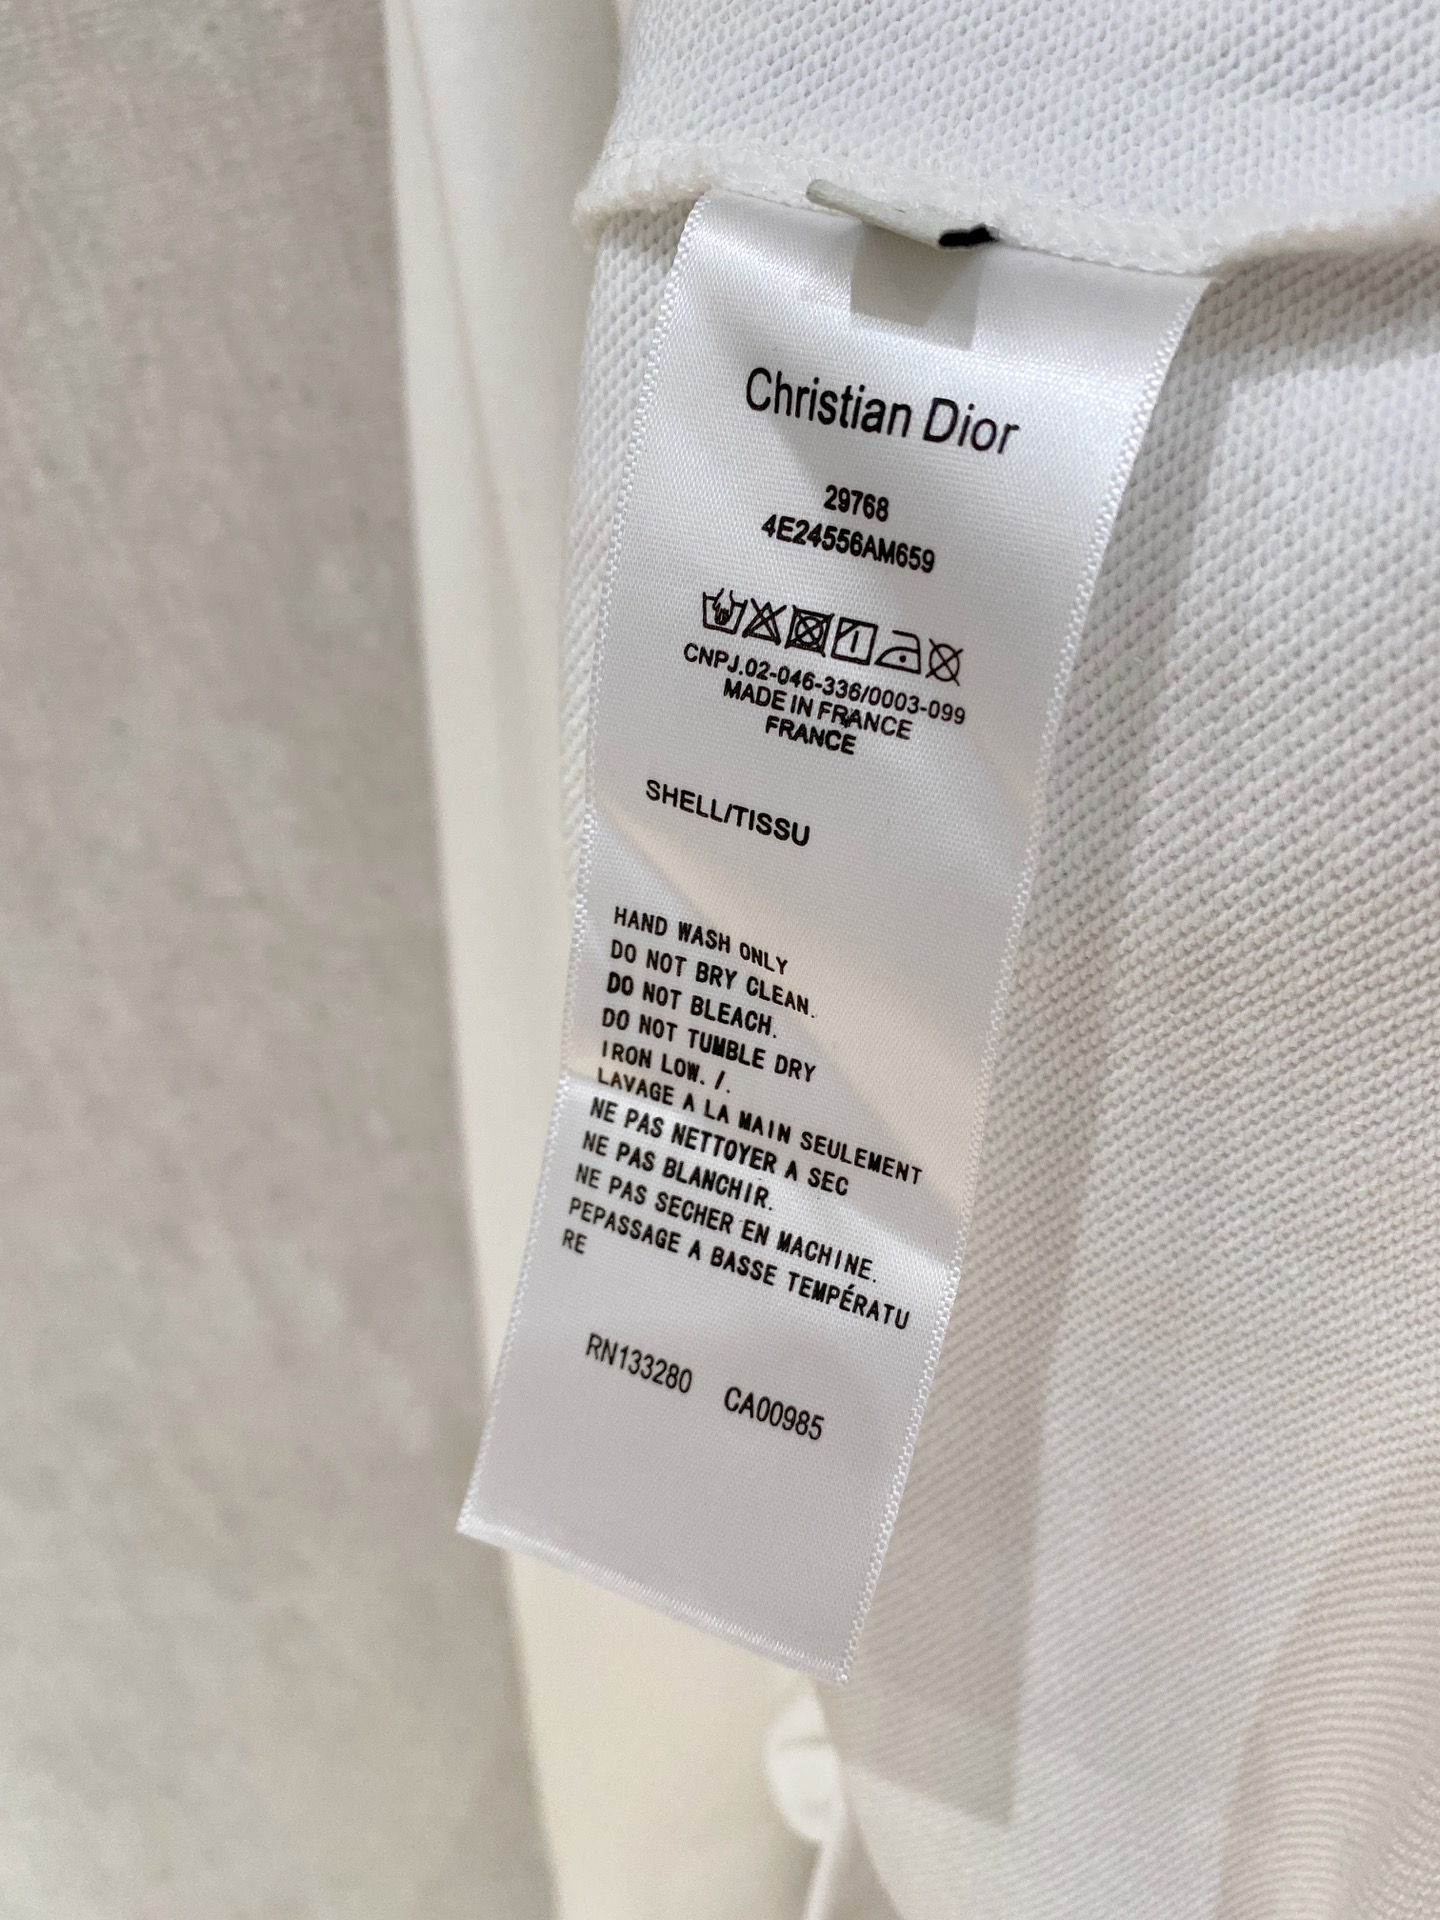 Christian Dior
29768
4E24556AM659
CNPJ.02-046-336/0003-099
MADE IN FRANCE
FRANCE
SHELL/TISSU
HAND WASH ONLY
DO NOT BRY CLEAN.
DO NOT BLEACH.
DO NOT TUMBLE DRY
IRON LOW. /.
LAVAGE A LA MAIN SEULEMENT
NE PAS NETTOYER A SEC
NE PAS BLANCHIR.
NE PAS SECHER EN MACHINE.
PEPASSAGE A BASSE TEMPÉRATU
RE
RN133280 CA00985